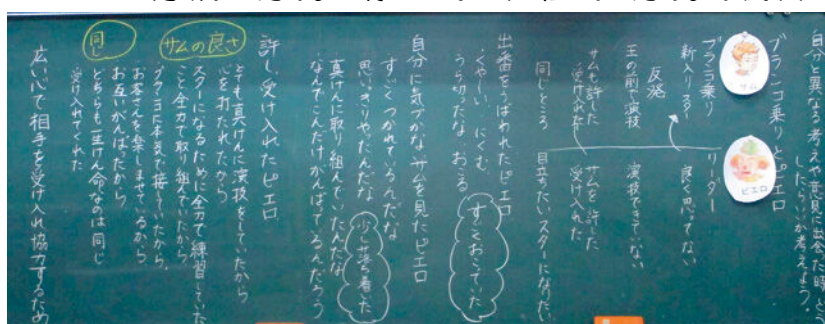 自分と異なる考えや意見に出会った時、どう
したらいいか考えよう。
ブランコ乗りとピエロ
サム
ピエロ
ブランコ乗り
リーダー
新入りスター
良く思ってない
反発
王の前で演技
演技できていない
サムも許した
受け入れた
サムを許した
受け入れた
同じところ
目立ちたいスターになりたい
出番をうばわれたピエロ
くやしい にくむ
うら切ったな おこる
すごくおこっていた
自分に気づかないサムを見たピエロ
すごくつかれているんだな
思いきりやったんだな
少し落ち着いた
真けんに取り組んでいたんだな
なんでこんなにがんばっているんだろう
許し、受け入れたピエロ
とても真けんに演技をしていたから
心を打たれたから
サムの良さ
スターになるために全力で練習していた
こと全力で取り組んでいたから
ブランコに本気で接していたから、
お客さんを楽しませているから
同じ
お互いがんばったから
どちらも一生けん命なのは同じ
受け入れてくれた
広い心で相手を受け入れ協力するため